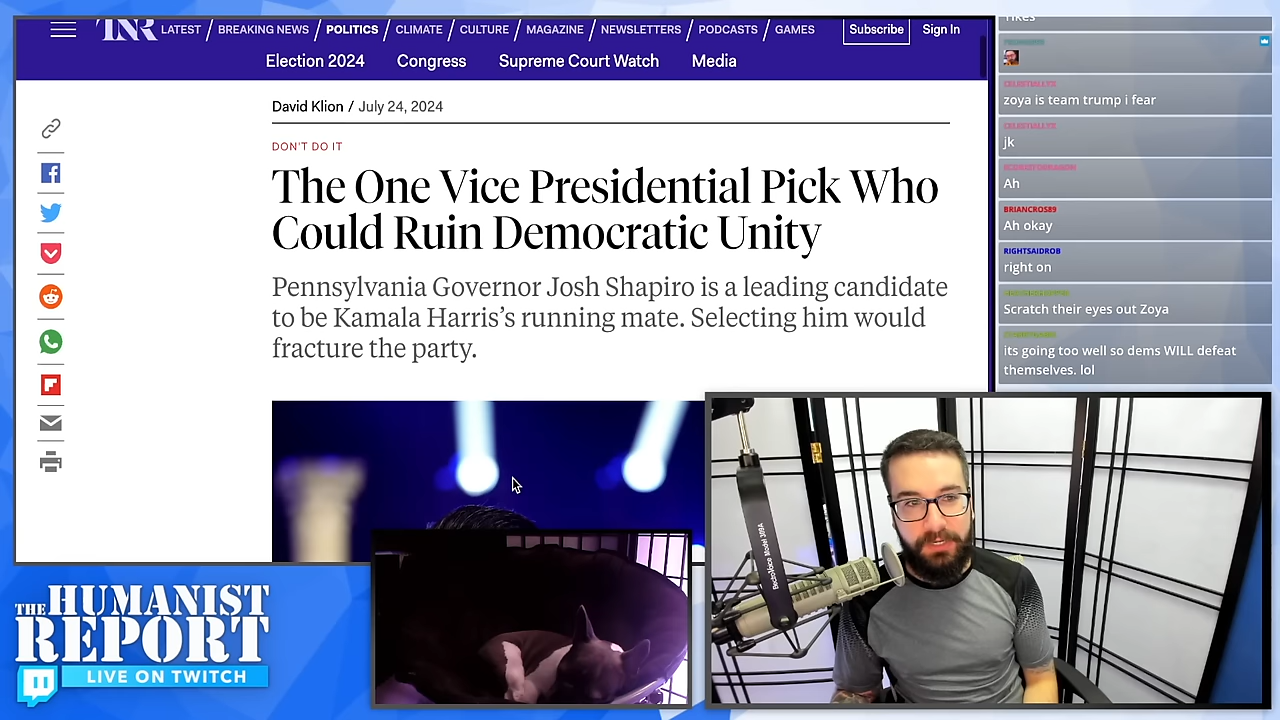 TNR
LATEST
BREAKING NEWS
POLITICS
CLIMATE
CULTURE
MAGAZINE
NEWSLETTERS
PODCASTS
GAMES
Subscribe
Sign In
Election 2024
Congress
Supreme Court Watch
Media
David Klion / July 24, 2024
DON'T DO IT
The One Vice Presidential Pick Who
Could Ruin Democratic Unity
Pennsylvania Governor Josh Shapiro is a leading candidate
to be Kamala Harris's running mate. Selecting him would
fracture the party.
zoya is team trump i fear
jk
Ah
BRIANCROS89
Ah okay
RIGHTSAIDROB
right on
Scratch their eyes out Zoya
its going too well so dems WILL defeat
themselves. lol
THE HUMANIST
REPORT
LIVE ON TWITCH